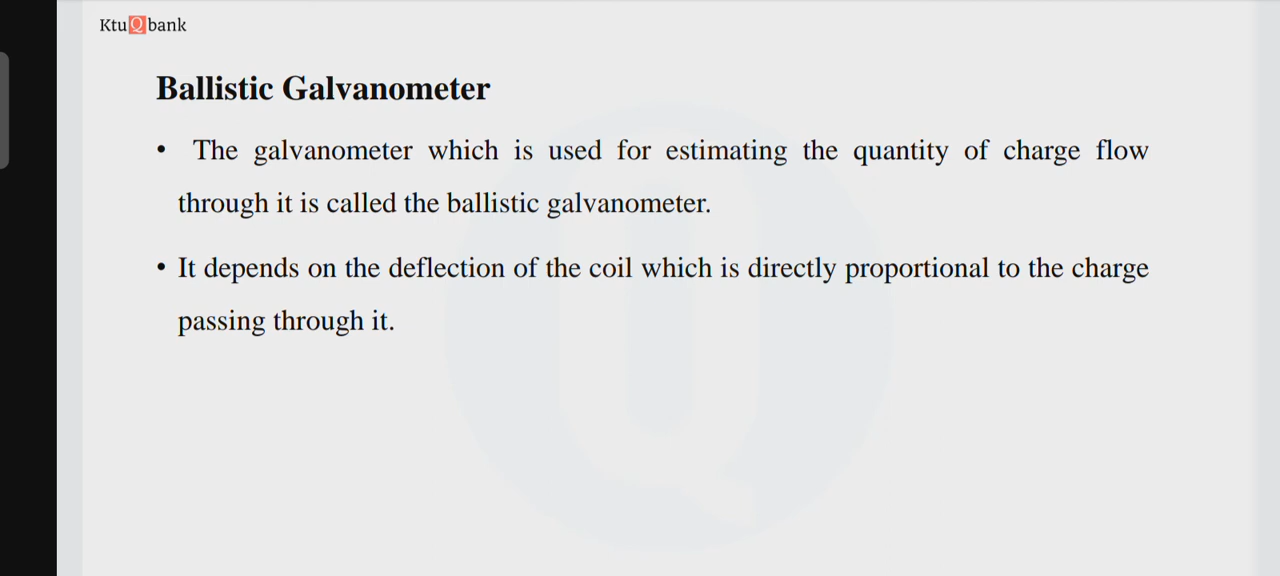 KtuQbank
Ballistic Galvanometer
• The galvanometer which is used for estimating the quantity of charge flow
through it is called the ballistic galvanometer.
• It depends on the deflection of the coil which is directly proportional to the charge
passing through it.